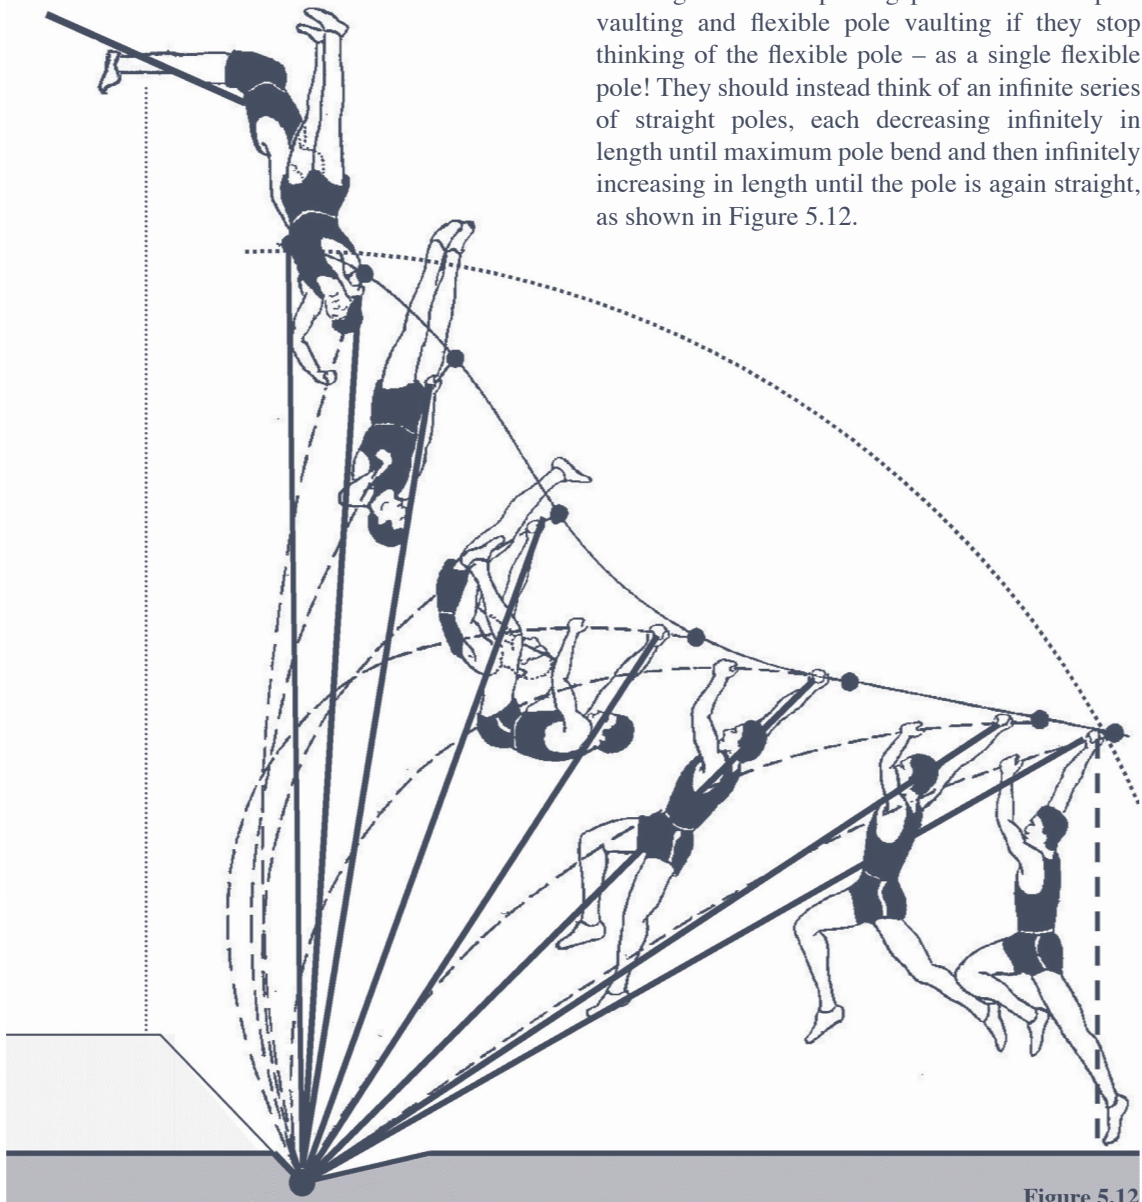 vaulting and flexible pole vaulting if they stop
thinking of the flexible pole – as a single flexible
pole! They should instead think of an infinite series
of straight poles, each decreasing infinitely in
length until maximum pole bend and then infinitely
increasing in length until the pole is again straight,
as shown in Figure 5.12.
Figure 5.12